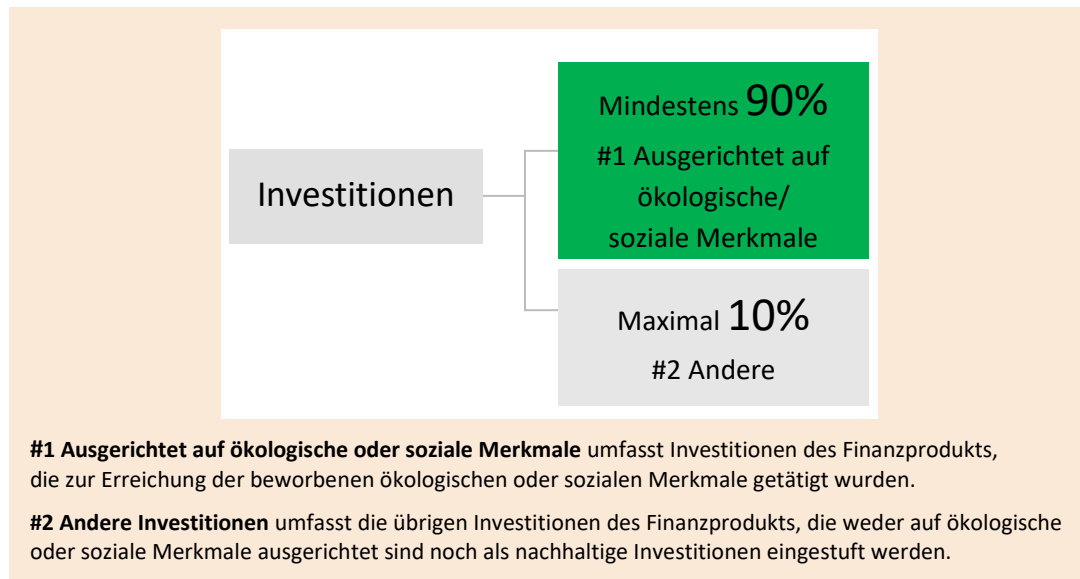 Investitionen
Mindestens 90%
#1 Ausgerichtet auf
ökologische/
soziale Merkmale
Maximal 10%
#2 Andere
#1 Ausgerichtet auf ökologische oder soziale Merkmale umfasst Investitionen des Finanzprodukts,
die zur Erreichung der beworbenen ökologischen oder sozialen Merkmale getätigt wurden.
#2 Andere Investitionen umfasst die übrigen Investitionen des Finanzprodukts, die weder auf ökologische
oder soziale Merkmale ausgerichtet sind noch als nachhaltige Investitionen eingestuft werden.